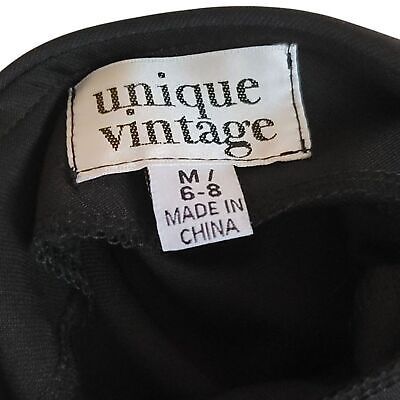 unique
vintage
M/
6-8
MADE IN
CHINA